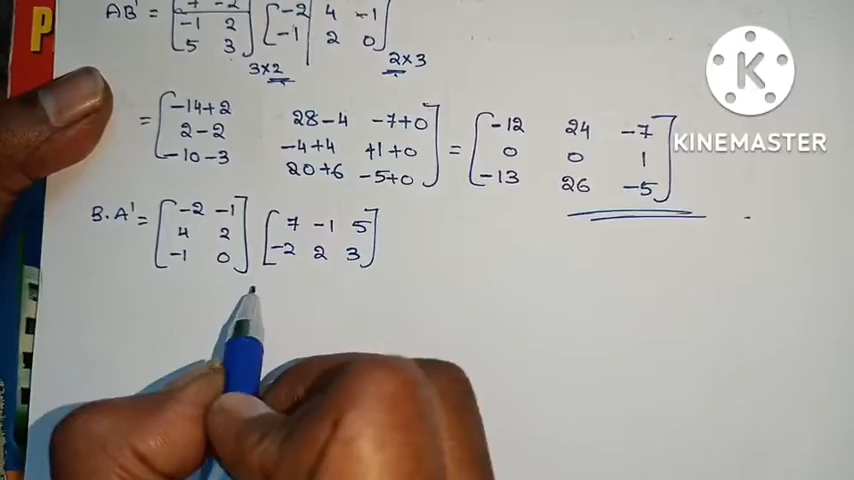 P
AB' = [7 -2 [-2 4 -1
-1 2 -1 2 0]
5 3]
3×2 2×3
= [-14+2 28-4 -7+0] = [-12 24 -7]
2-2 -4+4 +1+0 0 0 1
-10-3 20+6 -5+0 -13 26 -5
B.A' = [-2 -1] [7 -1 5]
4 2 -2 2 3
-1 0
K
KINEMASTER